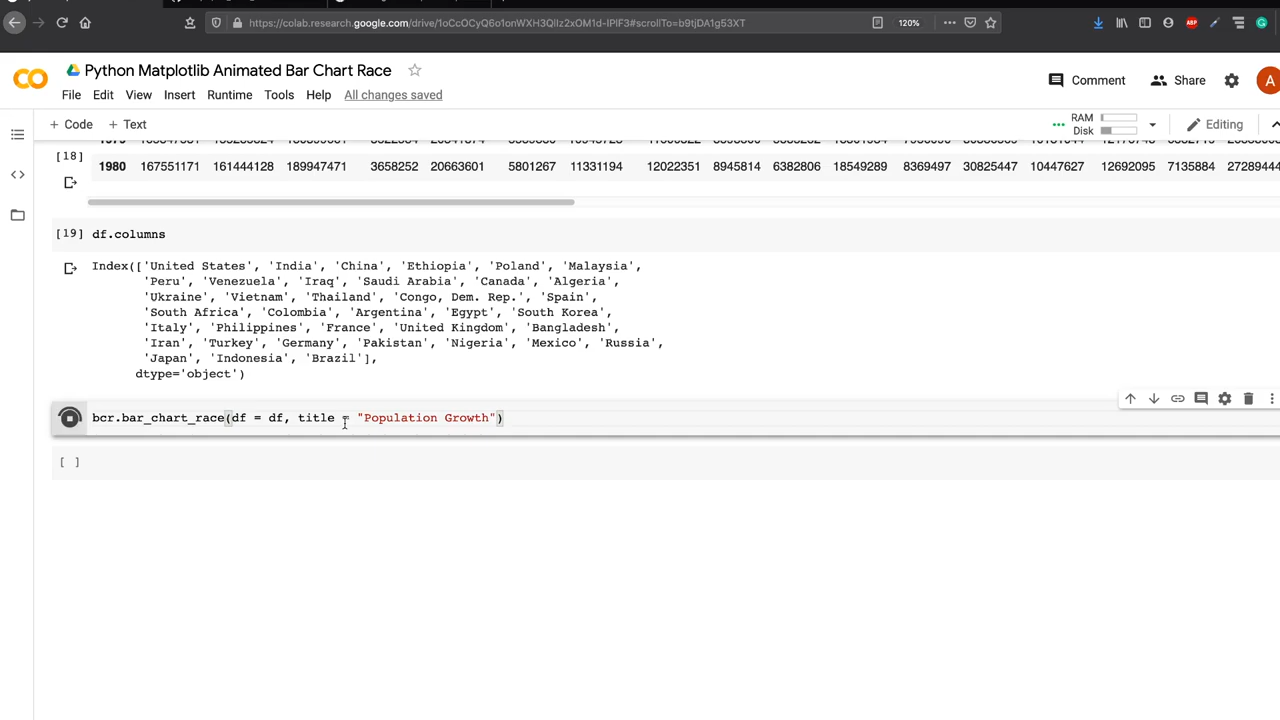 https://colab.research.google.com/drive/1oCcOCyQ6o1onWXH3QlIz2xOM1d-IPIF3#scrollTo=b9tjDA1g53XT
120%
Python Matplotlib Animated Bar Chart Race
Comment
Share
A
File Edit View Insert Runtime Tools Help All changes saved
+ Code + Text
RAM
Disk
Editing
[18]
1980 167551171 161444128 189947471 3658252 20663601 5801267 11331194 12022351 8945814 6382806 18549289 8369497 30825447 10447627 12692095 7135884 27289444
[19] df.columns
Index(['United States', 'India', 'China', 'Ethiopia', 'Poland', 'Malaysia',
'Peru', 'Venezuela', 'Iraq', 'Saudi Arabia', 'Canada', 'Algeria',
'Ukraine', 'Vietnam', 'Thailand', 'Congo, Dem. Rep.', 'Spain',
'South Africa', 'Colombia', 'Argentina', 'Egypt', 'South Korea',
'Italy', 'Philippines', 'France', 'United Kingdom', 'Bangladesh',
'Iran', 'Turkey', 'Germany', 'Pakistan', 'Nigeria', 'Mexico', 'Russia',
'Japan', 'Indonesia', 'Brazil'],
dtype='object')
bcr.bar_chart_race(df = df, title = "Population Growth")
[ ]